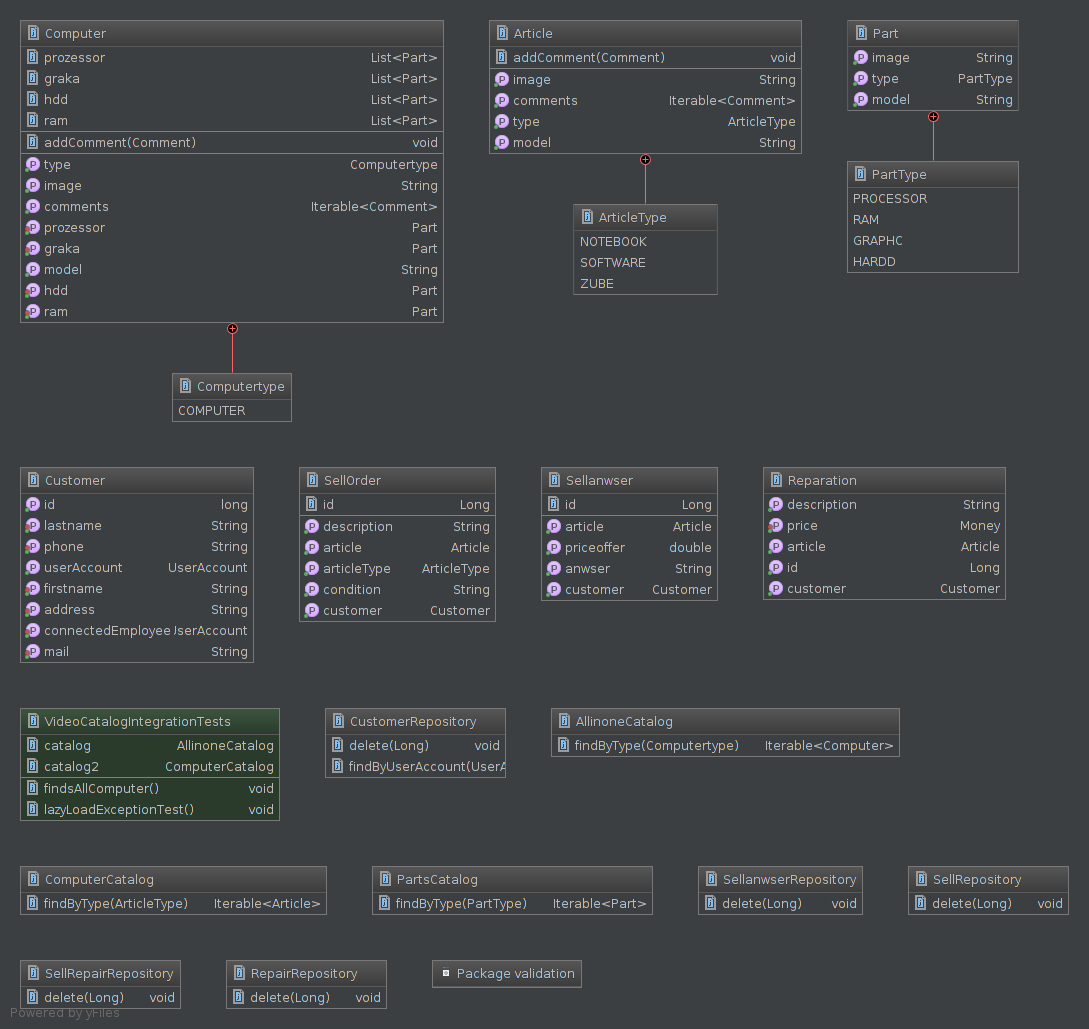 Computer
prozessor List<Part>
graka List<Part>
hdd List<Part>
ram List<Part>
addComment(Comment) void
type Computertype
image String
comments Iterable<Comment>
prozessor Part
graka Part
model String
hdd Part
ram Part
Computertype
COMPUTER
Article
addComment(Comment) void
image String
comments Iterable<Comment>
type ArticleType
model String
ArticleType
NOTEBOOK
SOFTWARE
ZUBE
Part
image String
type PartType
model String
PartType
PROCESSOR
RAM
GRAPHC
HARDD
Customer
id long
lastname String
phone String
userAccount UserAccount
firstname String
address String
connectedEmployee JserAccount
mail String
SellOrder
id Long
description String
article Article
articleType ArticleType
condition String
customer Customer
Sellanwser
id Long
article Article
priceoffer double
anwser String
customer Customer
Reparation
description String
price Money
article Article
id Long
customer Customer
VideoCatalogIntegrationTests
catalog AllinoneCatalog
catalog2 ComputerCatalog
findsAllComputer() void
lazyLoadExceptionTest() void
CustomerRepository
delete(Long) void
findByUserAccount(UserA
AllinoneCatalog
findByType(Computertype) Iterable<Computer>
ComputerCatalog
findByType(ArticleType) Iterable<Article>
PartsCatalog
findByType(PartType) Iterable<Part>
SellanwserRepository
delete(Long) void
SellRepository
delete(Long) void
SellRepairRepository
delete(Long) void
RepairRepository
delete(Long) void
Package validation
Powered by yFiles